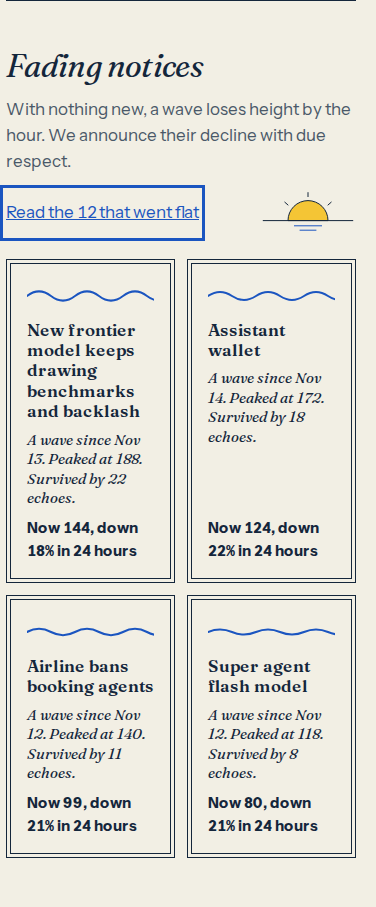 Fading notices
With nothing new, a wave loses height by the
hour. We announce their decline with due
respect.
Read the 12 that went flat
New frontier
model keeps
drawing
benchmarks
and backlash
A wave since Nov
13. Peaked at 188.
Survived by 22
echoes.
Now 144, down
18% in 24 hours
Assistant
wallet
A wave since Nov
14. Peaked at 172.
Survived by 18
echoes.
Now 124, down
22% in 24 hours
Airline bans
booking agents
A wave since Nov
12. Peaked at 140.
Survived by 11
echoes.
Now 99, down
21% in 24 hours
Super agent
flash model
A wave since Nov
12. Peaked at 118.
Survived by 8
echoes.
Now 80, down
21% in 24 hours